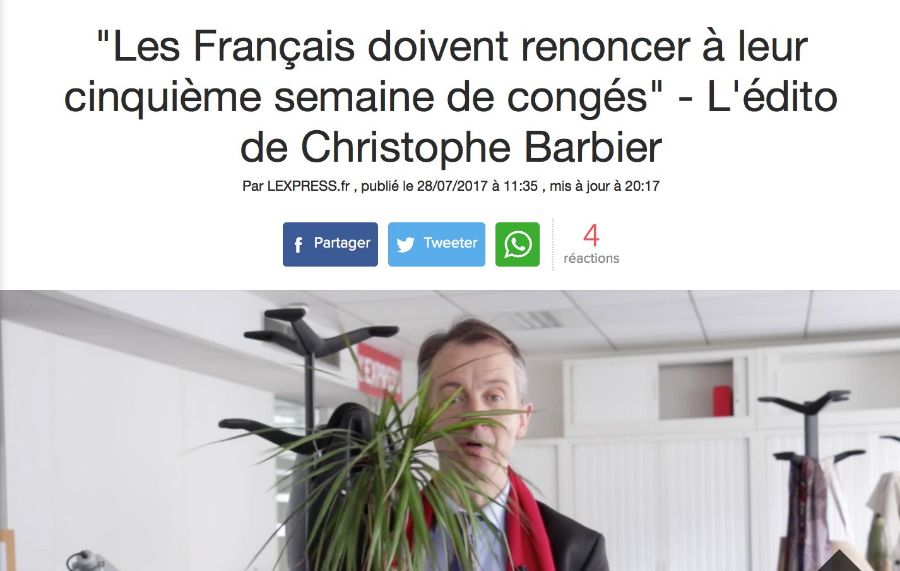 "Les Français doivent renoncer à leur
cinquième semaine de congés" - L'édito
de Christophe Barbier
Par LEXPRESS.fr , publié le 28/07/2017 à 11:35 , mis à jour à 20:17
Partager
Tweeter
4
réactions